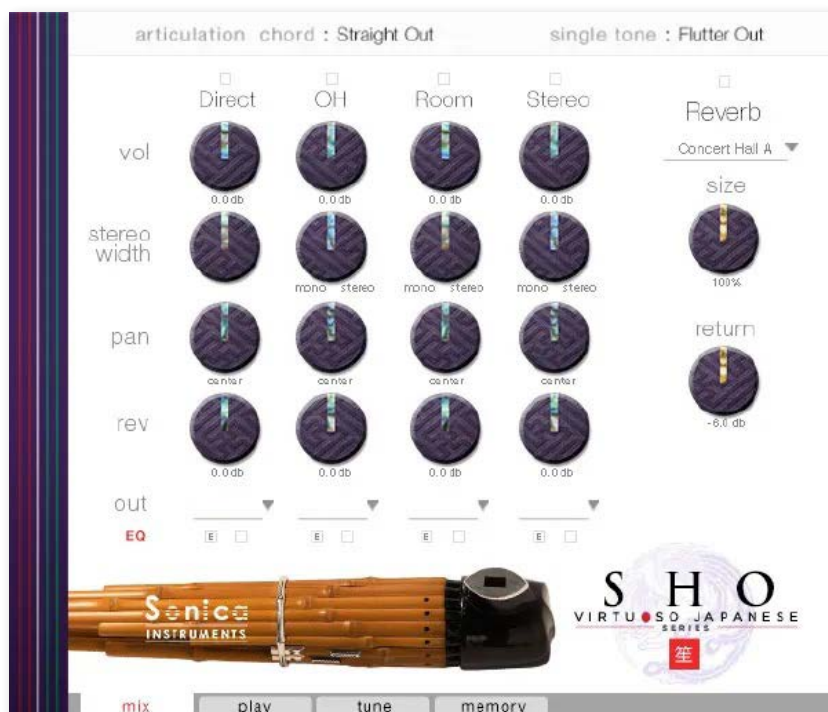 articulation chord : Straight Out single tone : Flutter Out
Direct OH Room Stereo
Reverb
vol
Concert Hall A
0.0 db 0.0 db 0.0 db 0.0 db
size
stereo
width
100%
mono stereo mono stereo mono stereo
return
pan
center center center center
-6.0 db
rev
0.0 db 0.0 db 0.0 db 0.0 db
out
EQ E E E E
Sonica
INSTRUMENTS
SHO
VIRTUOSO JAPANESE
SERIES
笙
mix play tune memory